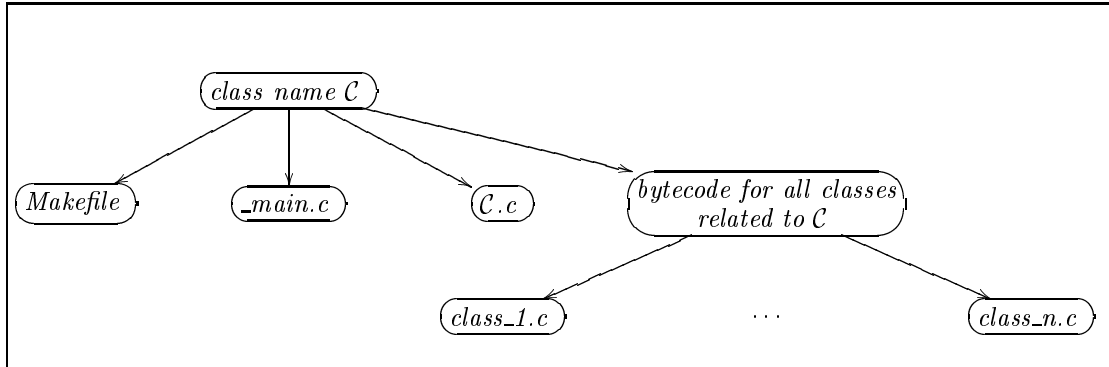 class name 𝒞
Makefile
_main.c
𝒞.c
bytecode for all classes
related to 𝒞
class_1.c
...
class_n.c